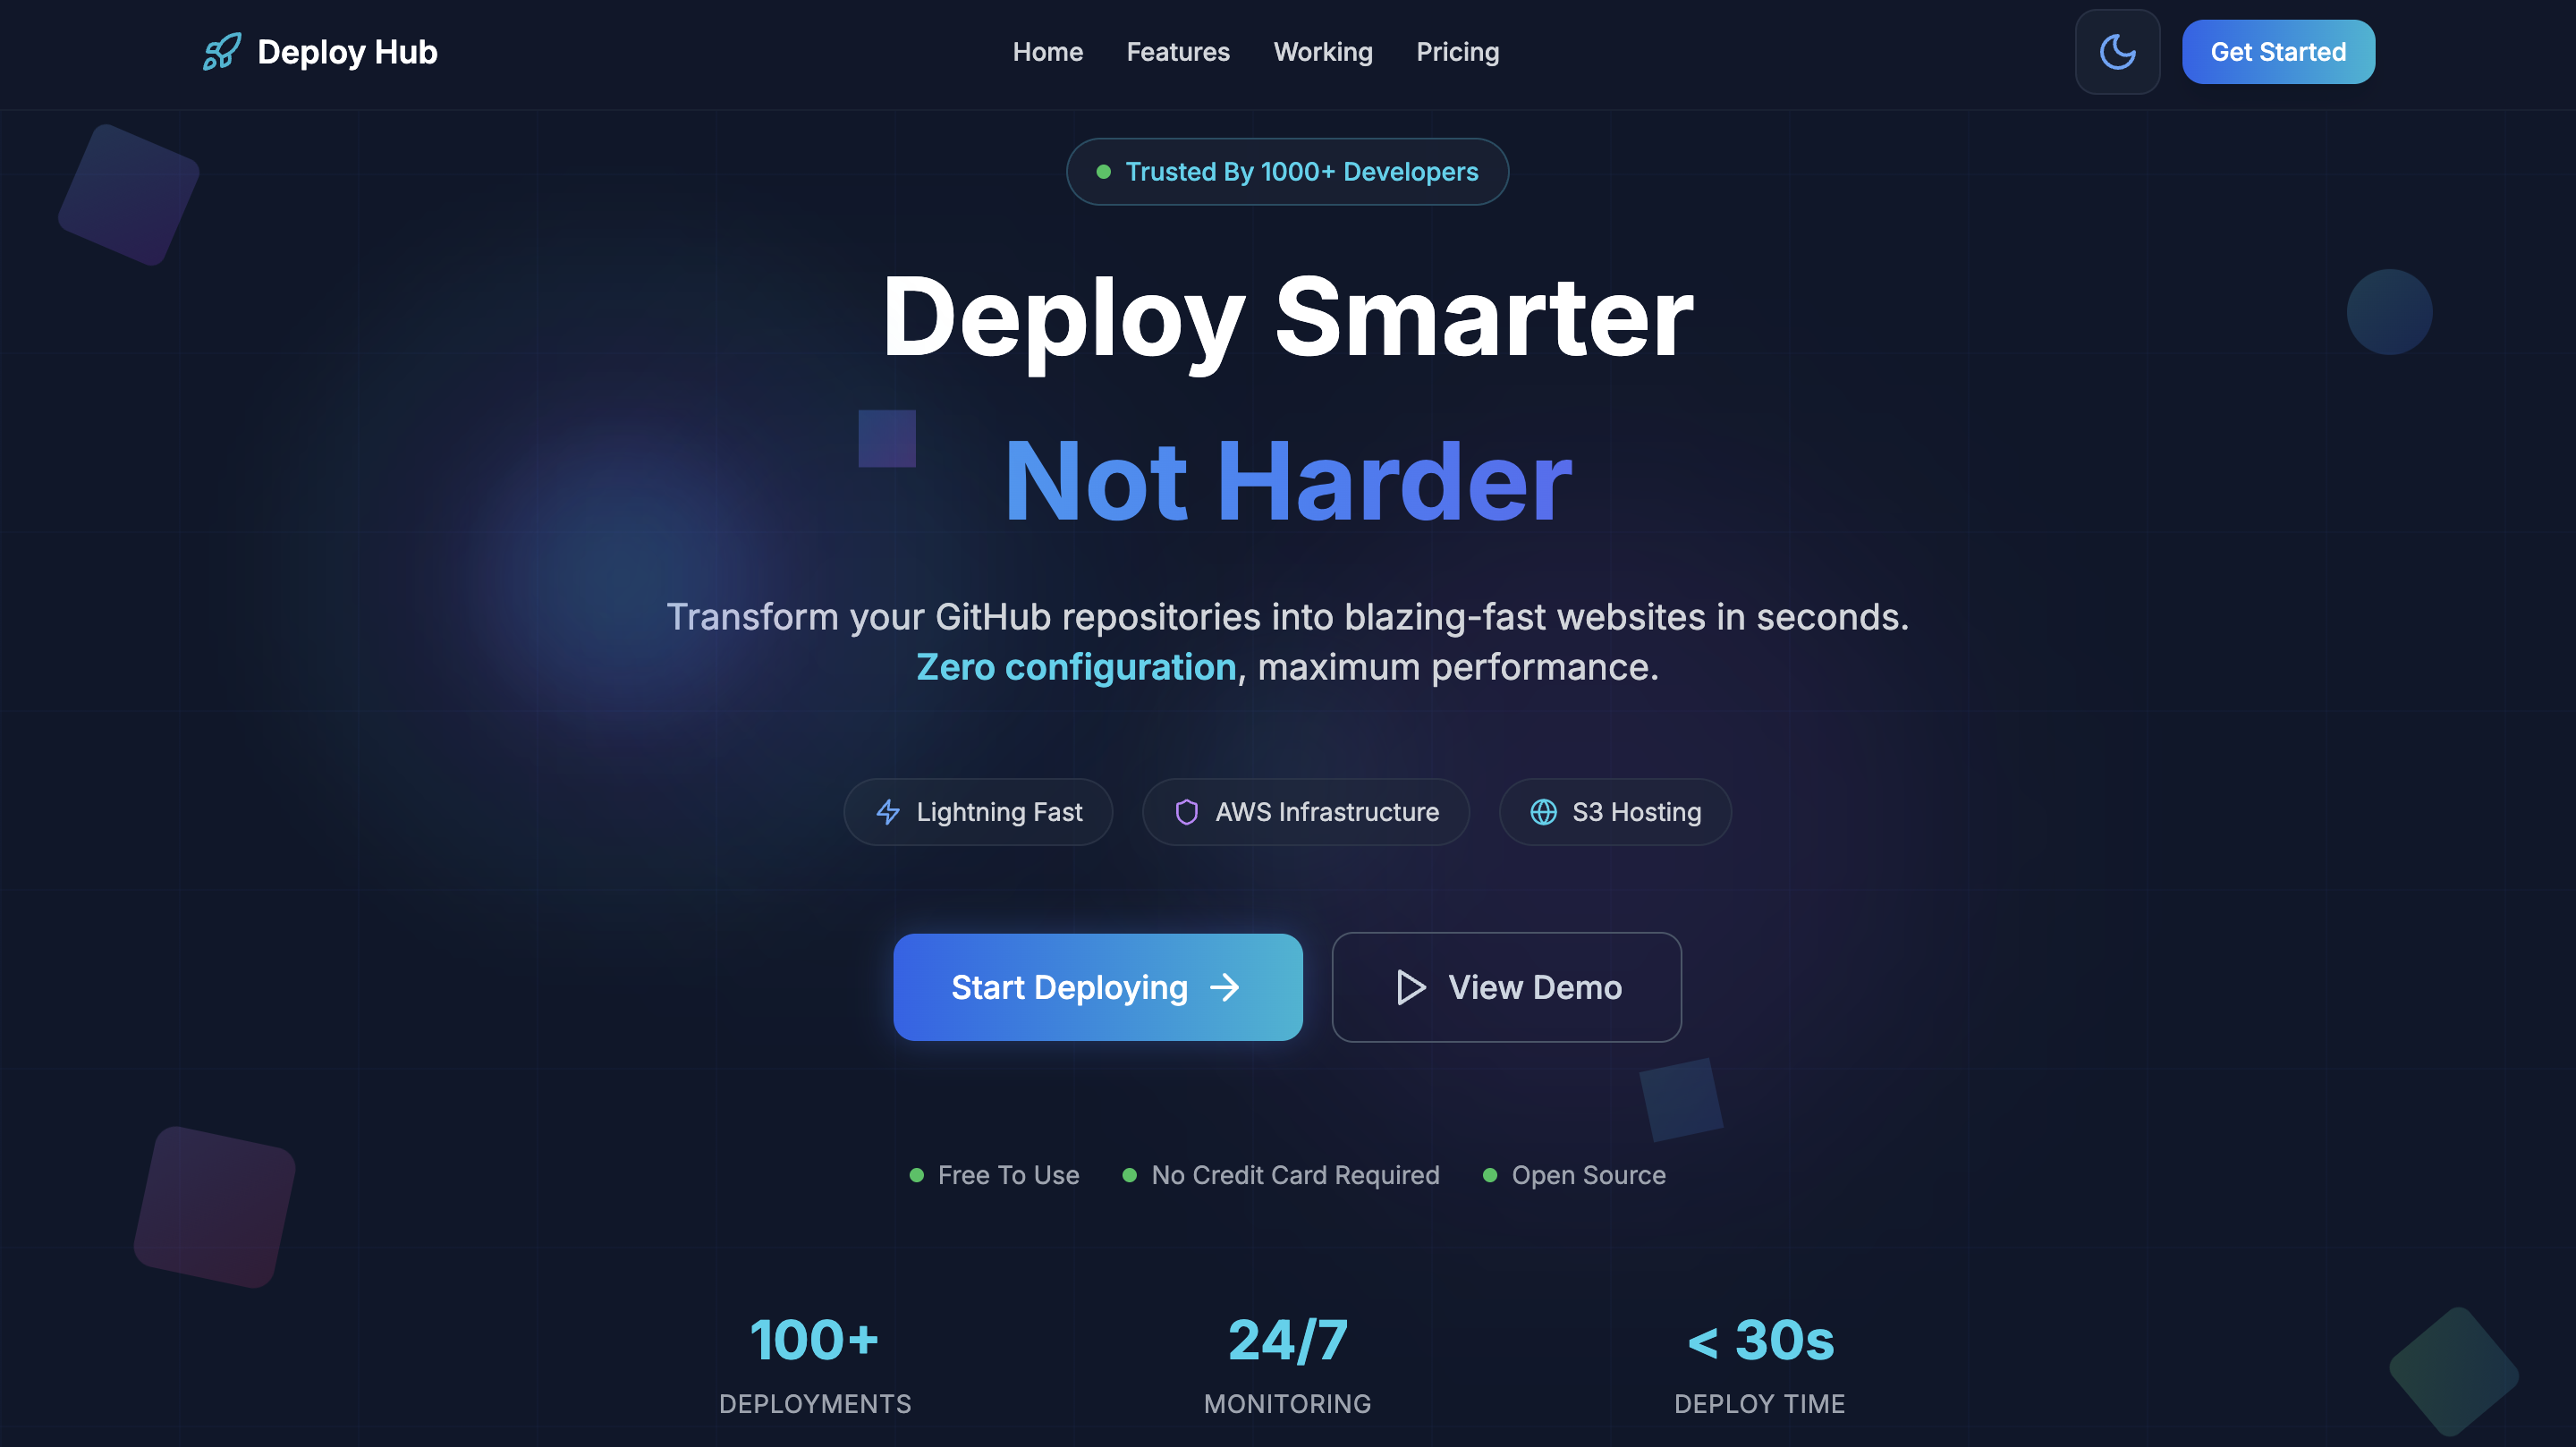 Deploy Hub
Home
Features
Working
Pricing
Get Started
Trusted By 1000+ Developers
Deploy Smarter
Not Harder
Transform your GitHub repositories into blazing-fast websites in seconds.
Zero configuration, maximum performance.
Lightning Fast
AWS Infrastructure
S3 Hosting
Start Deploying
View Demo
Free To Use
No Credit Card Required
Open Source
100+
DEPLOYMENTS
24/7
MONITORING
< 30s
DEPLOY TIME